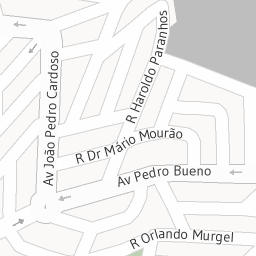 Av João Pedro Cardoso
R Haroldo Paranhos
R Dr Mário Mourão
Av Pedro Bueno
R Orlando Murgel